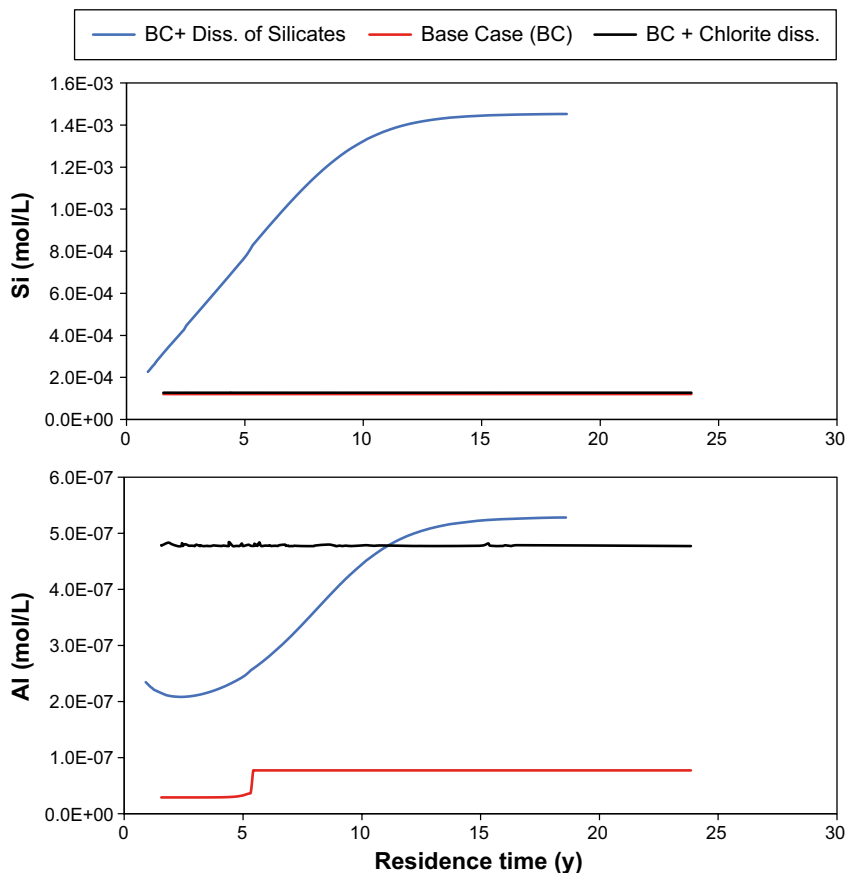 BC+ Diss. of Silicates Base Case (BC) BC + Chlorite diss.
1.6E-03
1.4E-03
1.2E-03
1.0E-03
8.0E-04
6.0E-04
4.0E-04
2.0E-04
0.0E+00
Si (mol/L)
0 5 10 15 20 25 30
6.0E-07
5.0E-07
4.0E-07
3.0E-07
2.0E-07
1.0E-07
0.0E+00
Al (mol/L)
0 5 10 15 20 25 30
Residence time (y)